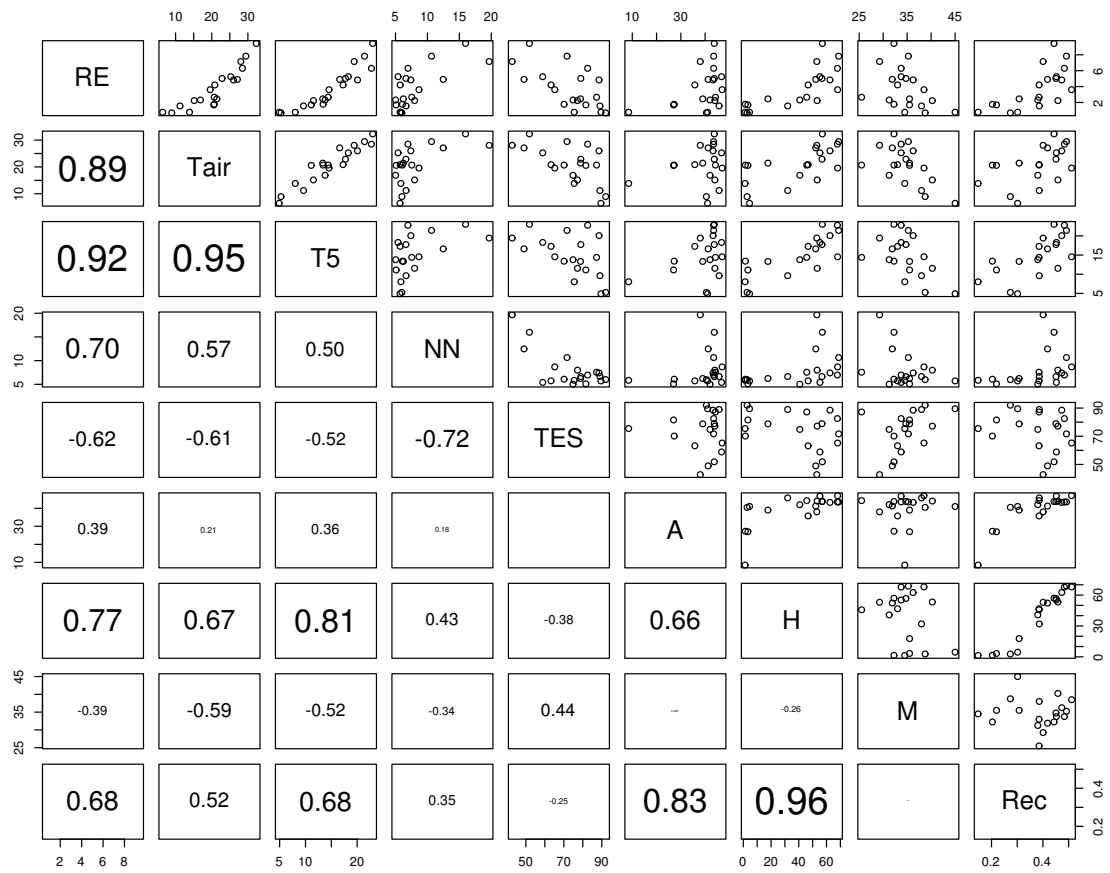 10 20 30 5 10 15 20 10 30 25 35 45
RE 2 6
10 20 30 0.89 Tair
0.92 0.95 T5 5 15
5 10 20 0.70 0.57 0.50 NN
-0.62 -0.61 -0.52 -0.72 TES 50 70 90
10 30 0.39 0.21 0.36 0.18 A
0.77 0.67 0.81 0.43 -0.38 0.66 H 0 30 60
25 35 45 -0.39 -0.59 -0.52 -0.34 0.44 -0.26 M
0.68 0.52 0.68 0.35 -0.25 0.83 0.96 Rec 0.2 0.4
2 4 6 8 5 10 20 50 70 90 0 20 40 60 0.2 0.4